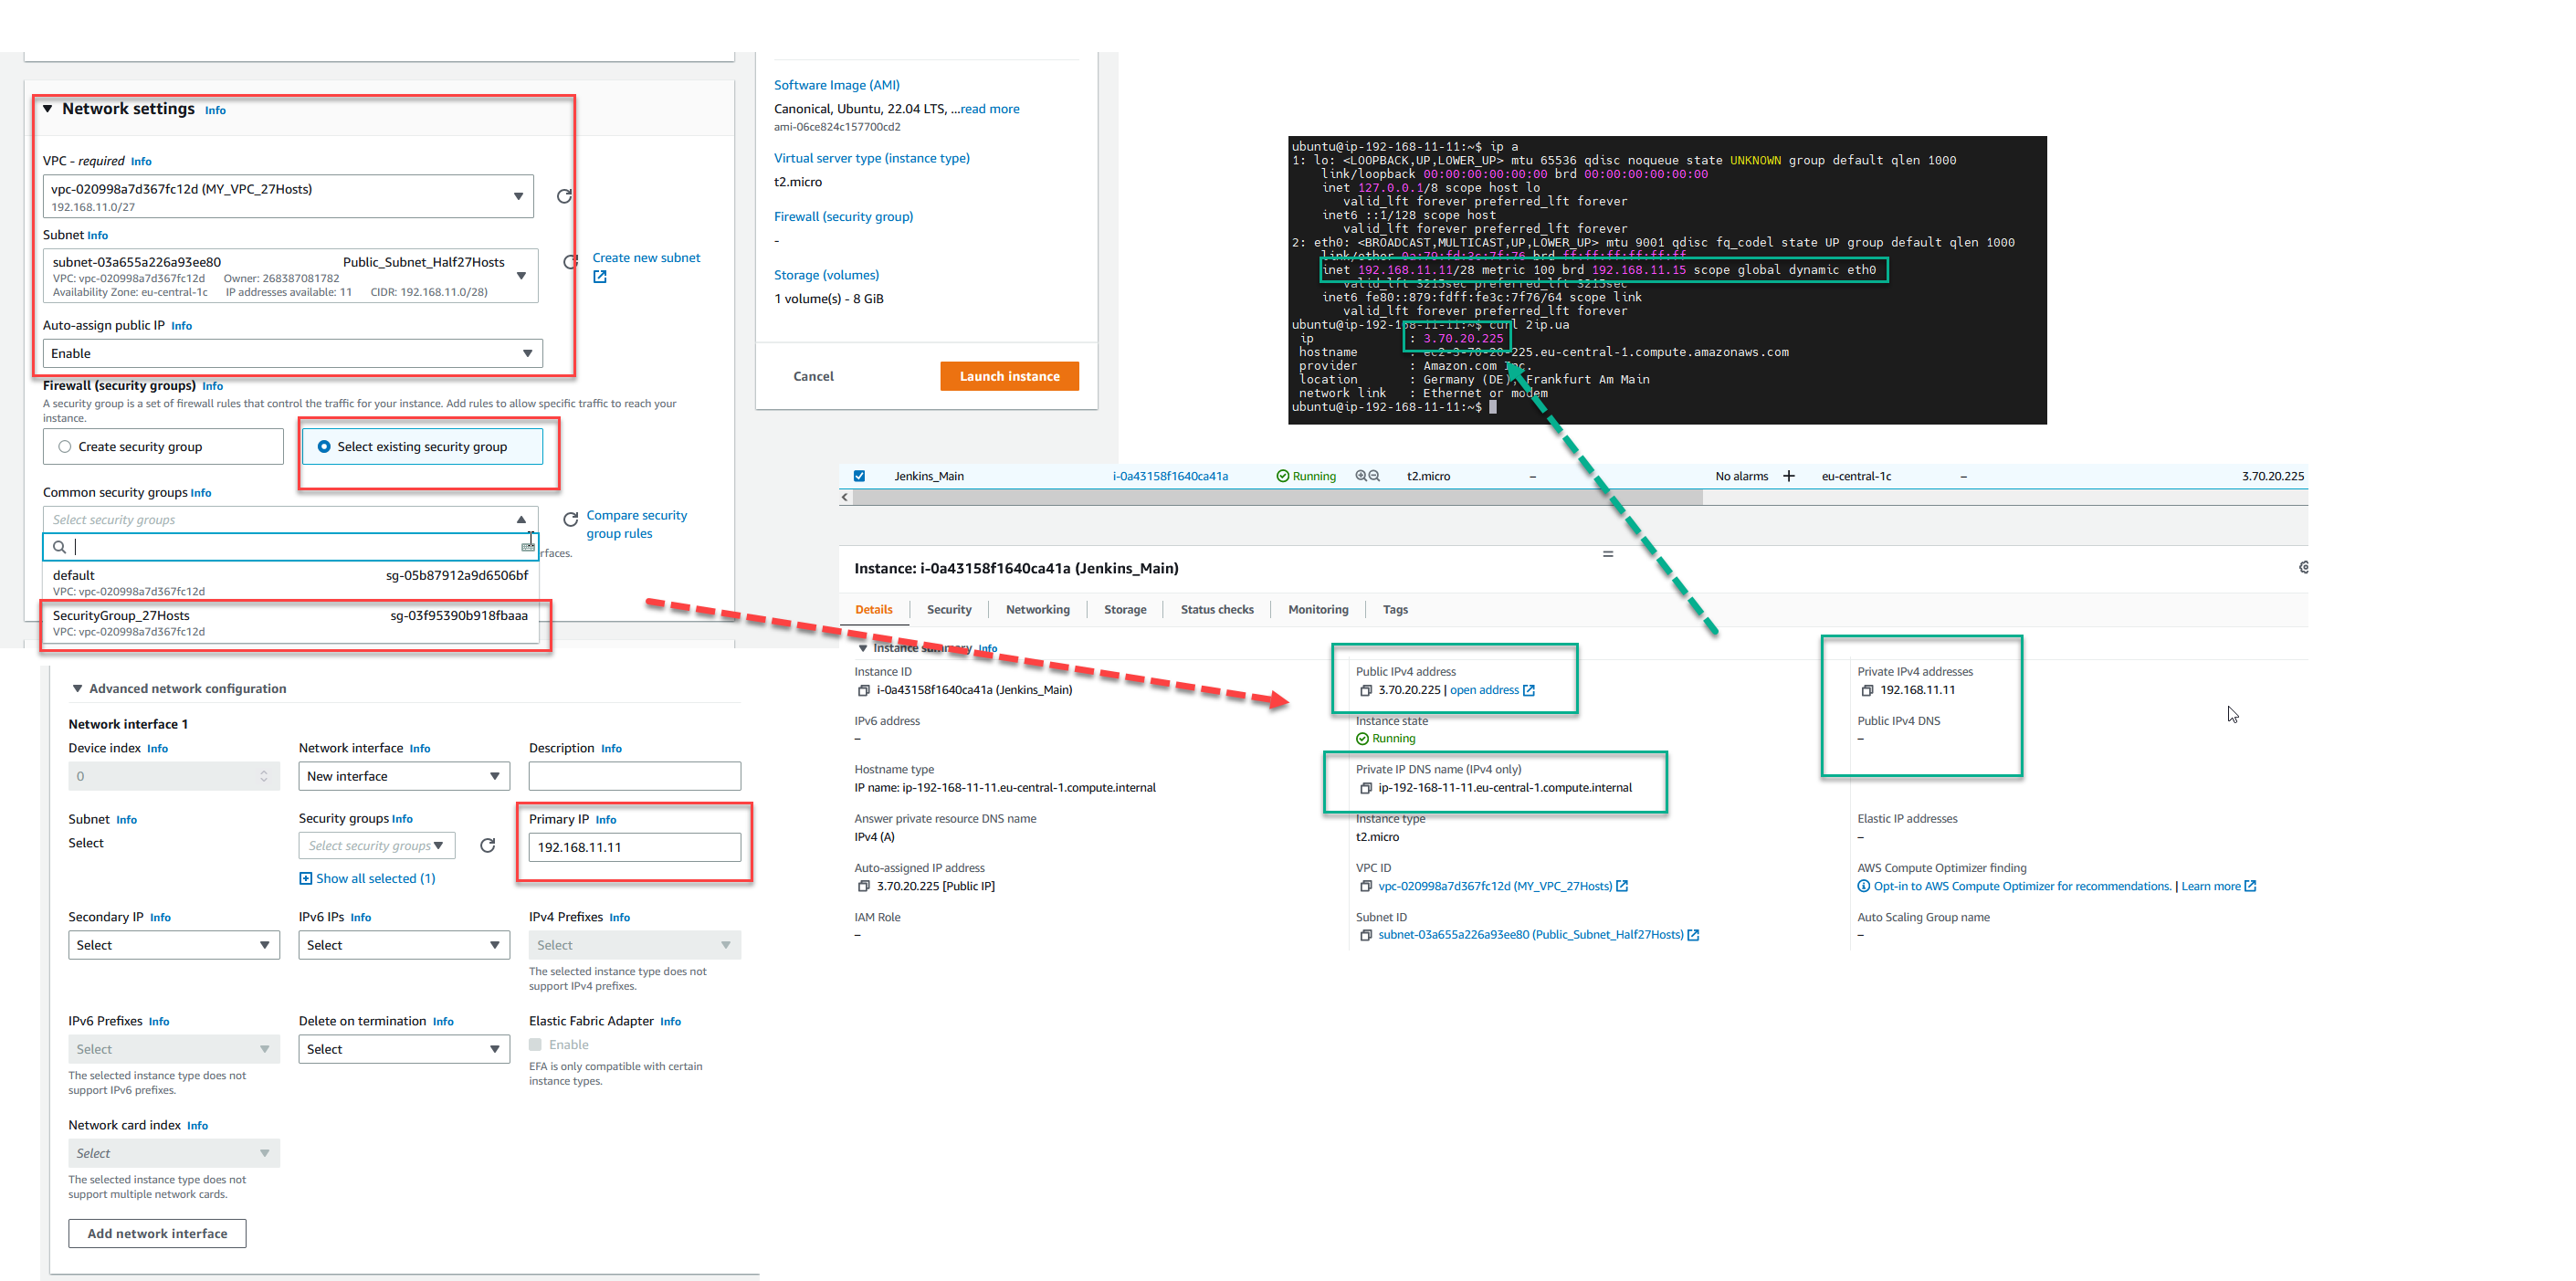 Network settings Info
VPC - required Info
vpc-020998a7d367fc12d (MY_VPC_27Hosts)
192.168.11.0/27
Subnet Info
subnet-03a655a226a93ee80 Public_Subnet_Half27Hosts
VPC: vpc-020998a7d367fc12d Owner: 268387081782
Availability Zone: eu-central-1c IP addresses available: 11 CIDR: 192.168.11.0/28)
Create new subnet
Auto-assign public IP Info
Enable
Firewall (security groups) Info
A security group is a set of firewall rules that control the traffic for your instance. Add rules to allow specific traffic to reach your
instance.
Create security group
Select existing security group
Common security groups Info
Select security groups
Compare security
group rules
rfaces.
default sg-05b87912a9d6506bf
VPC: vpc-020998a7d367fc12d
SecurityGroup_27Hosts sg-03f95390b918fbaaa
VPC: vpc-020998a7d367fc12d
Software Image (AMI)
Canonical, Ubuntu, 22.04 LTS, ...read more
ami-06ce824c157700cd2
Virtual server type (instance type)
t2.micro
Firewall (security group)
-
Storage (volumes)
1 volume(s) - 8 GiB
Cancel
Launch instance
ubuntu@ip-192-168-11-11:~$ ip a
1: lo: <LOOPBACK,UP,LOWER_UP> mtu 65536 qdisc noqueue state UNKNOWN group default qlen 1000
link/loopback 00:00:00:00:00:00 brd 00:00:00:00:00:00
inet 127.0.0.1/8 scope host lo
valid_lft forever preferred_lft forever
inet6 ::1/128 scope host
valid_lft forever preferred_lft forever
2: eth0: <BROADCAST,MULTICAST,UP,LOWER_UP> mtu 9001 qdisc fq_codel state UP group default qlen 1000
link/ether 0a:79:fd:3c:7f:76 brd ff:ff:ff:ff:ff:ff
inet 192.168.11.11/28 metric 100 brd 192.168.11.15 scope global dynamic eth0
valid_lft 3215sec preferred_lft 3215sec
inet6 fe80::879:fdff:fe3c:7f76/64 scope link
valid_lft forever preferred_lft forever
ubuntu@ip-192-168-11-11:~$ curl 2ip.ua
ip : 3.70.20.225
hostname : ec2-3-70-20-225.eu-central-1.compute.amazonaws.com
provider : Amazon.com Inc.
location : Germany (DE), Frankfurt Am Main
network link : Ethernet or modem
ubuntu@ip-192-168-11-11:~$
Jenkins_Main i-0a43158f1640ca41a Running t2.micro – No alarms + eu-central-1c – 3.70.20.225
Instance: i-0a43158f1640ca41a (Jenkins_Main)
Details Security Networking Storage Status checks Monitoring Tags
Instance summary Info
Instance ID
i-0a43158f1640ca41a (Jenkins_Main)
Public IPv4 address
3.70.20.225 | open address
Private IPv4 addresses
192.168.11.11
IPv6 address
–
Instance state
Running
Public IPv4 DNS
–
Hostname type
IP name: ip-192-168-11-11.eu-central-1.compute.internal
Private IP DNS name (IPv4 only)
ip-192-168-11-11.eu-central-1.compute.internal
Answer private resource DNS name
IPv4 (A)
Instance type
t2.micro
Elastic IP addresses
–
Auto-assigned IP address
3.70.20.225 [Public IP]
VPC ID
vpc-020998a7d367fc12d (MY_VPC_27Hosts)
AWS Compute Optimizer finding
Opt-in to AWS Compute Optimizer for recommendations. | Learn more
IAM Role
–
Subnet ID
subnet-03a655a226a93ee80 (Public_Subnet_Half27Hosts)
Auto Scaling Group name
–
Advanced network configuration
Network interface 1
Device index Info
0
Network interface Info
New interface
Description Info
Subnet Info
Select
Security groups Info
Select security groups
Show all selected (1)
Primary IP Info
192.168.11.11
Secondary IP Info
Select
IPv6 IPs Info
Select
IPv4 Prefixes Info
Select
The selected instance type does not
support IPv4 prefixes.
IPv6 Prefixes Info
Select
The selected instance type does not
support IPv6 prefixes.
Delete on termination Info
Select
Elastic Fabric Adapter Info
Enable
EFA is only compatible with certain
instance types.
Network card index Info
Select
The selected instance type does not
support multiple network cards.
Add network interface